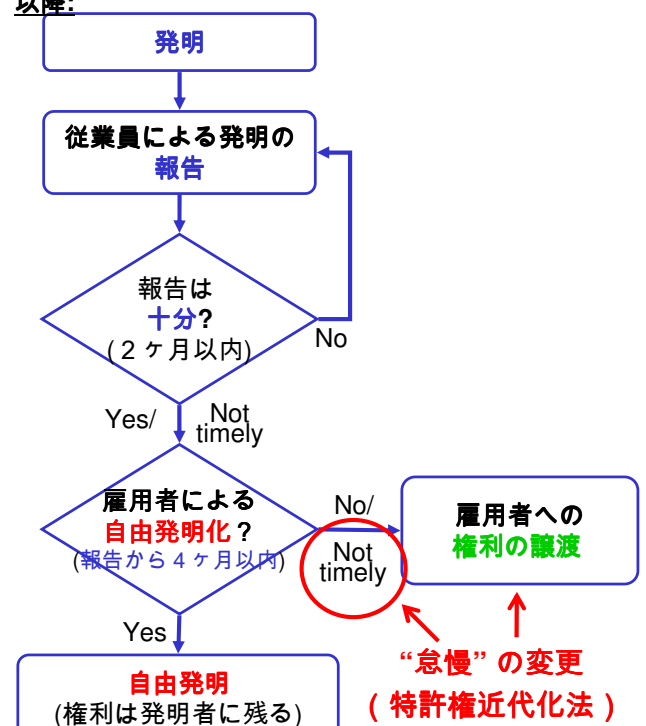 以降:
発明
従業員による発明の
報告
報告は
十分?
(２ヶ月以内)
No
Yes/
Not
timely
雇用者による
自由発明化？
(報告から４ヶ月以内)
No/
Not
timely
雇用者への
権利の譲渡
Yes
自由発明
(権利は発明者に残る)
“怠慢” の変更
(特許権近代化法)